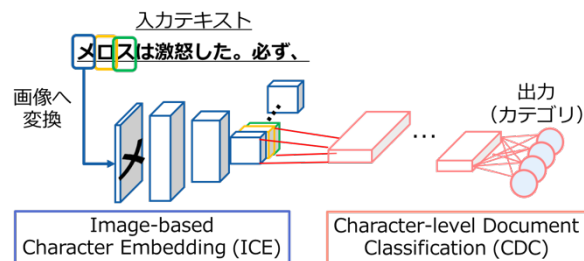 入力テキスト
メロスは激怒した。必ず、
画像へ
変換
メ
出力
(カテゴリ)
Image-based
Character Embedding (ICE)
Character-level Document
Classification (CDC)